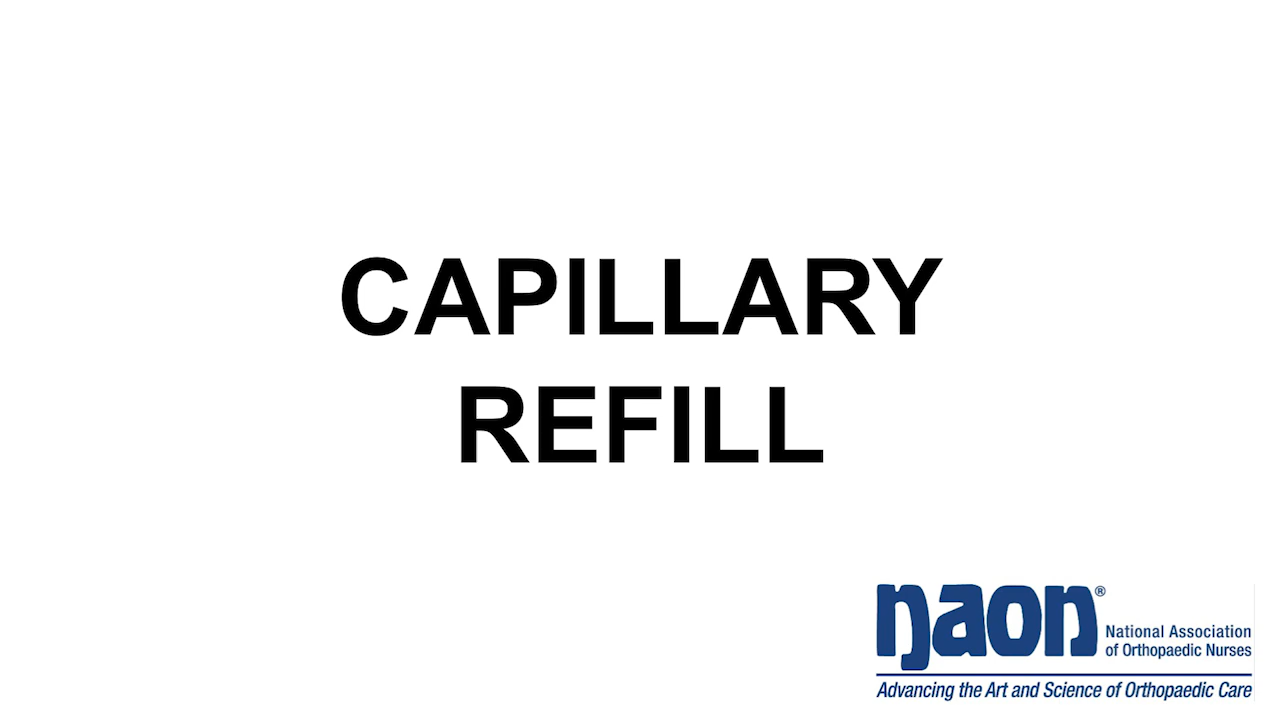 CAPILLARY
REFILL
naon®
National Association
of Orthopaedic Nurses
Advancing the Art and Science of Orthopaedic Care